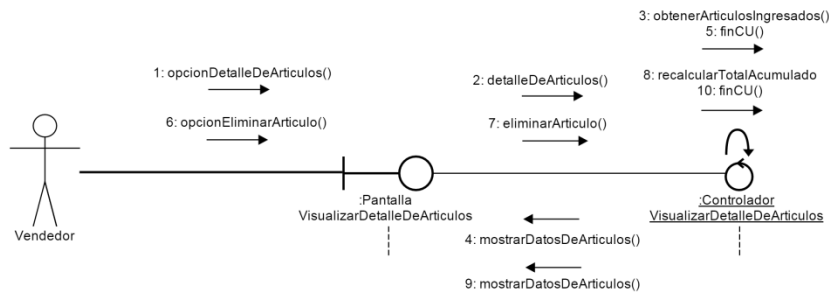 3: obtenerArticulosIngresados()
5: finCU()
1: opcionDetalleDeArticulos()
2: detalleDeArticulos()
8: recalcularTotalAcumulado
10: finCU()
6: opcionEliminarArticulo()
7: eliminarArticulo()
:Pantalla
VisualizarDetalleDeArticulos
:Controlador
VisualizarDetalleDeArticulos
Vendedor
4: mostrarDatosDeArticulos()
9: mostrarDatosDeArticulos()